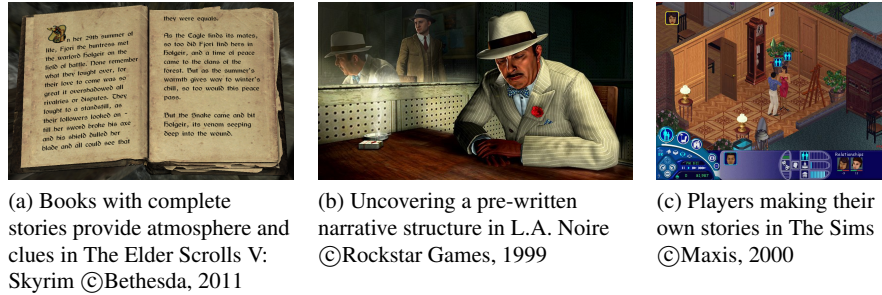 In her 29th summer of
life, Fjori the huntress met
the warlord Holgeir on the
field of battle. None remember
what they fought over, for
their love to come was so
great it overshadowed all
rivalries or disputes. They
fought to a standstill, as
their followers looked on -
till her sword broke his axe
and his shield dulled her
blade and all could see that
they were equals.
As the Eagle finds its mates,
so too did Fjori find hers in
Holgeir, and a time of peace
came to the clans of the
forest. But as the summer's
warmth gives way to winter's
chill, so too would this peace
pass.
But the Snake came and bit
Holgeir, its venom seeping
deep into the wound.
Relationships
(a) Books with complete
stories provide atmosphere and
clues in The Elder Scrolls V:
Skyrim ©Bethesda, 2011
(b) Uncovering a pre-written
narrative structure in L.A. Noire
©Rockstar Games, 1999
(c) Players making their
own stories in The Sims
©Maxis, 2000